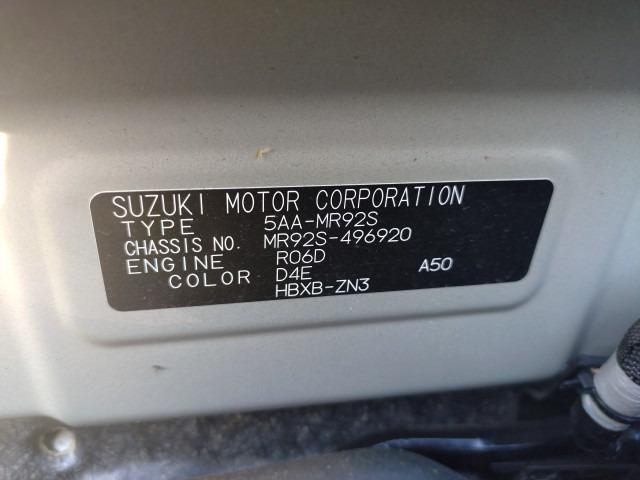 SUZUKI MOTOR CORPORATION
TYPE 5AA-MR92S
CHASSIS NO. MR92S-496920
ENGINE R06D
COLOR D4E A50
HBXB-ZN3